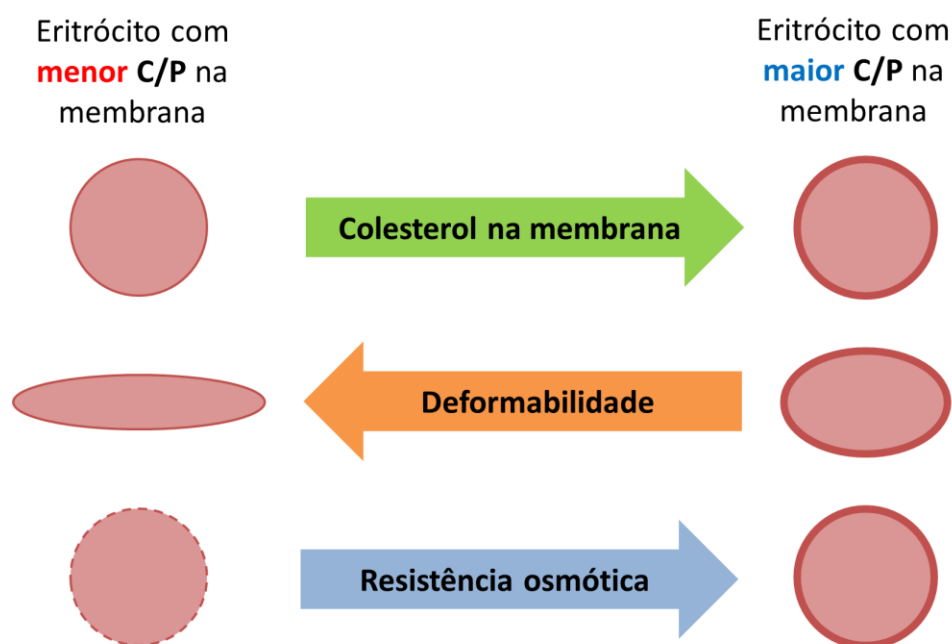 Eritrócito com
menor C/P na
membrana
Eritrócito com
maior C/P na
membrana
Colesterol na membrana
Deformabilidade
Resistência osmótica